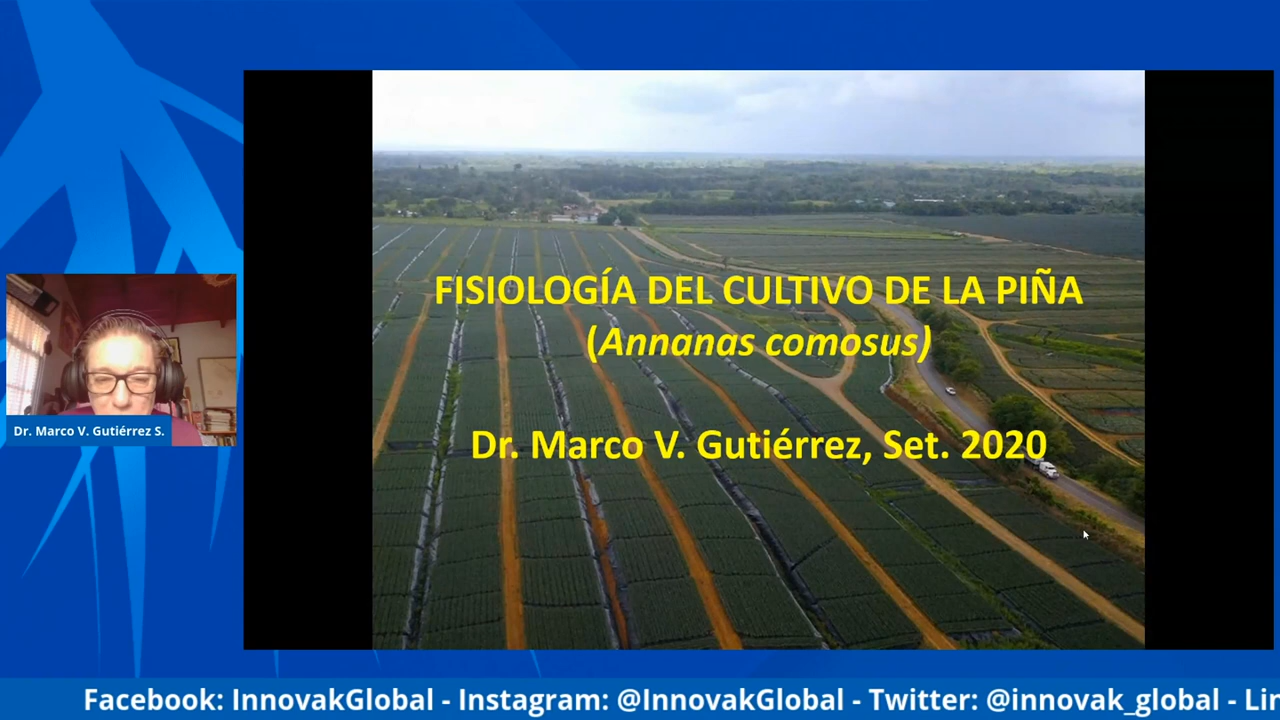 FISIOLOGÍA DEL CULTIVO DE LA PIÑA
(Annanas comosus)
Dr. Marco V. Gutiérrez, Set. 2020
Dr. Marco V. Gutiérrez S.
Facebook: InnovakGlobal - Instagram: @InnovakGlobal - Twitter: @innovak_global - Lin